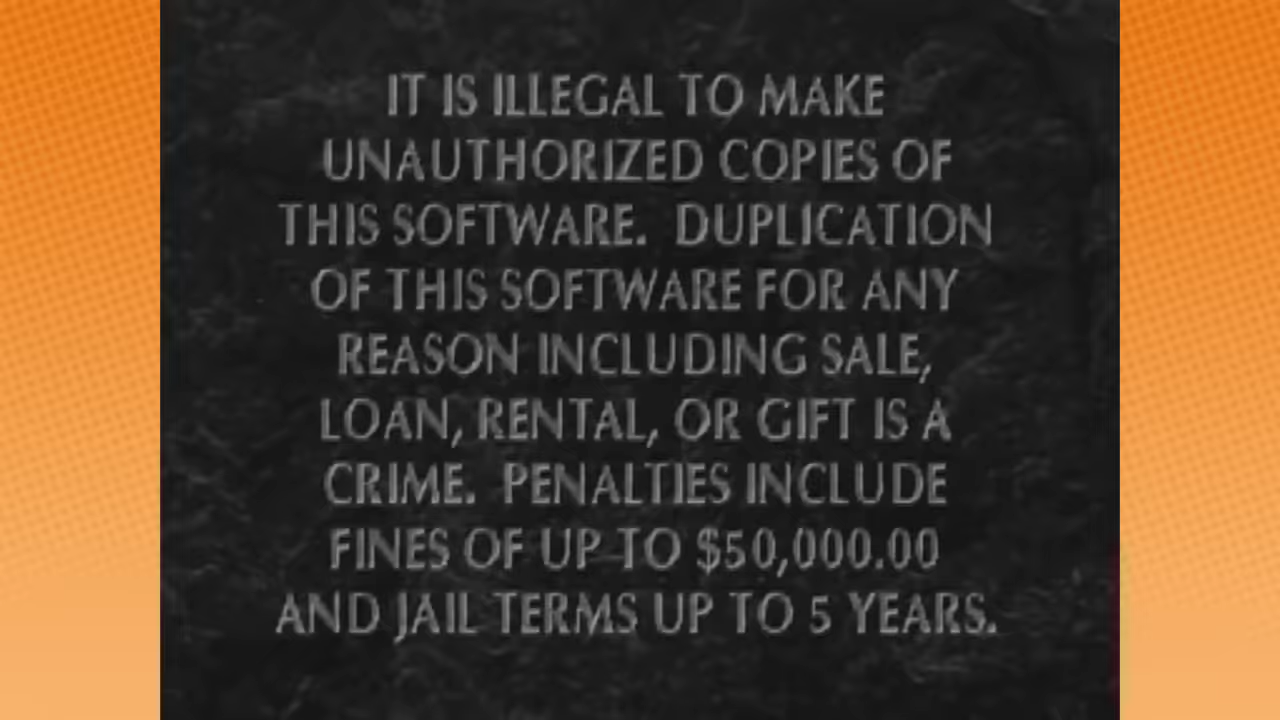 IT IS ILLEGAL TO MAKE
UNAUTHORIZED COPIES OF
THIS SOFTWARE.  DUPLICATION
OF THIS SOFTWARE FOR ANY
REASON INCLUDING SALE,
LOAN, RENTAL, OR GIFT IS A
CRIME.  PENALTIES INCLUDE
FINES OF UP TO $50,000.00
AND JAIL TERMS UP TO 5 YEARS.